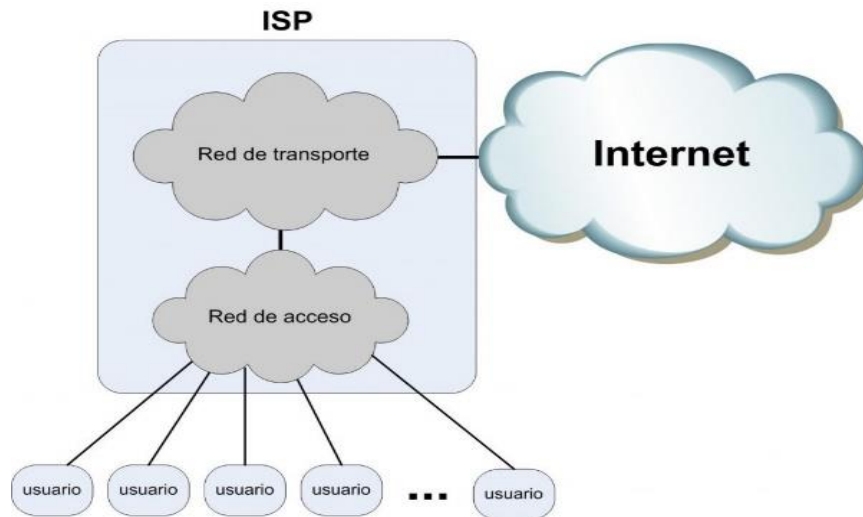 ISP
Red de transporte
Internet
Red de acceso
usuario
usuario
usuario
usuario
...
usuario